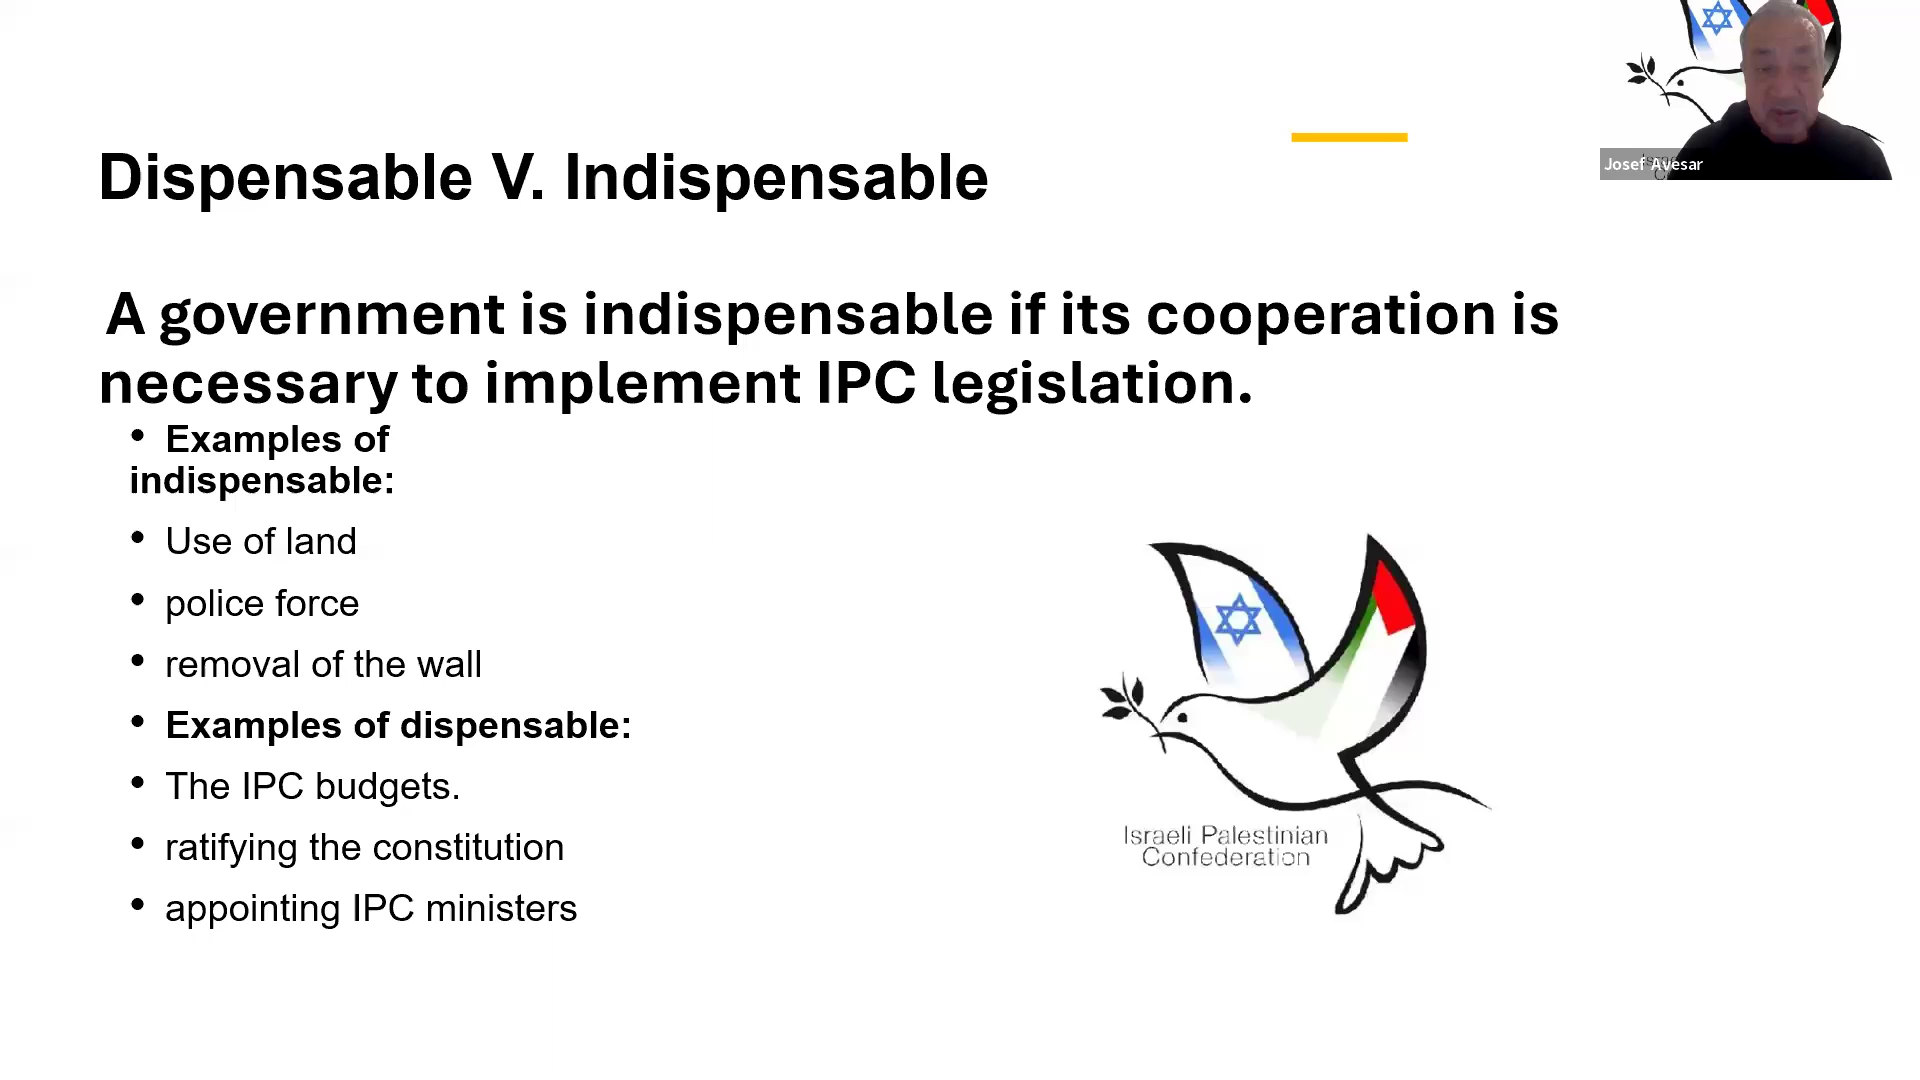 Josef Avesar
Dispensable V. Indispensable
A government is indispensable if its cooperation is
necessary to implement IPC legislation.
• Examples of
indispensable:
• Use of land
• police force
• removal of the wall
• Examples of dispensable:
• The IPC budgets.
• ratifying the constitution
• appointing IPC ministers
Israeli Palestinian
Confederation